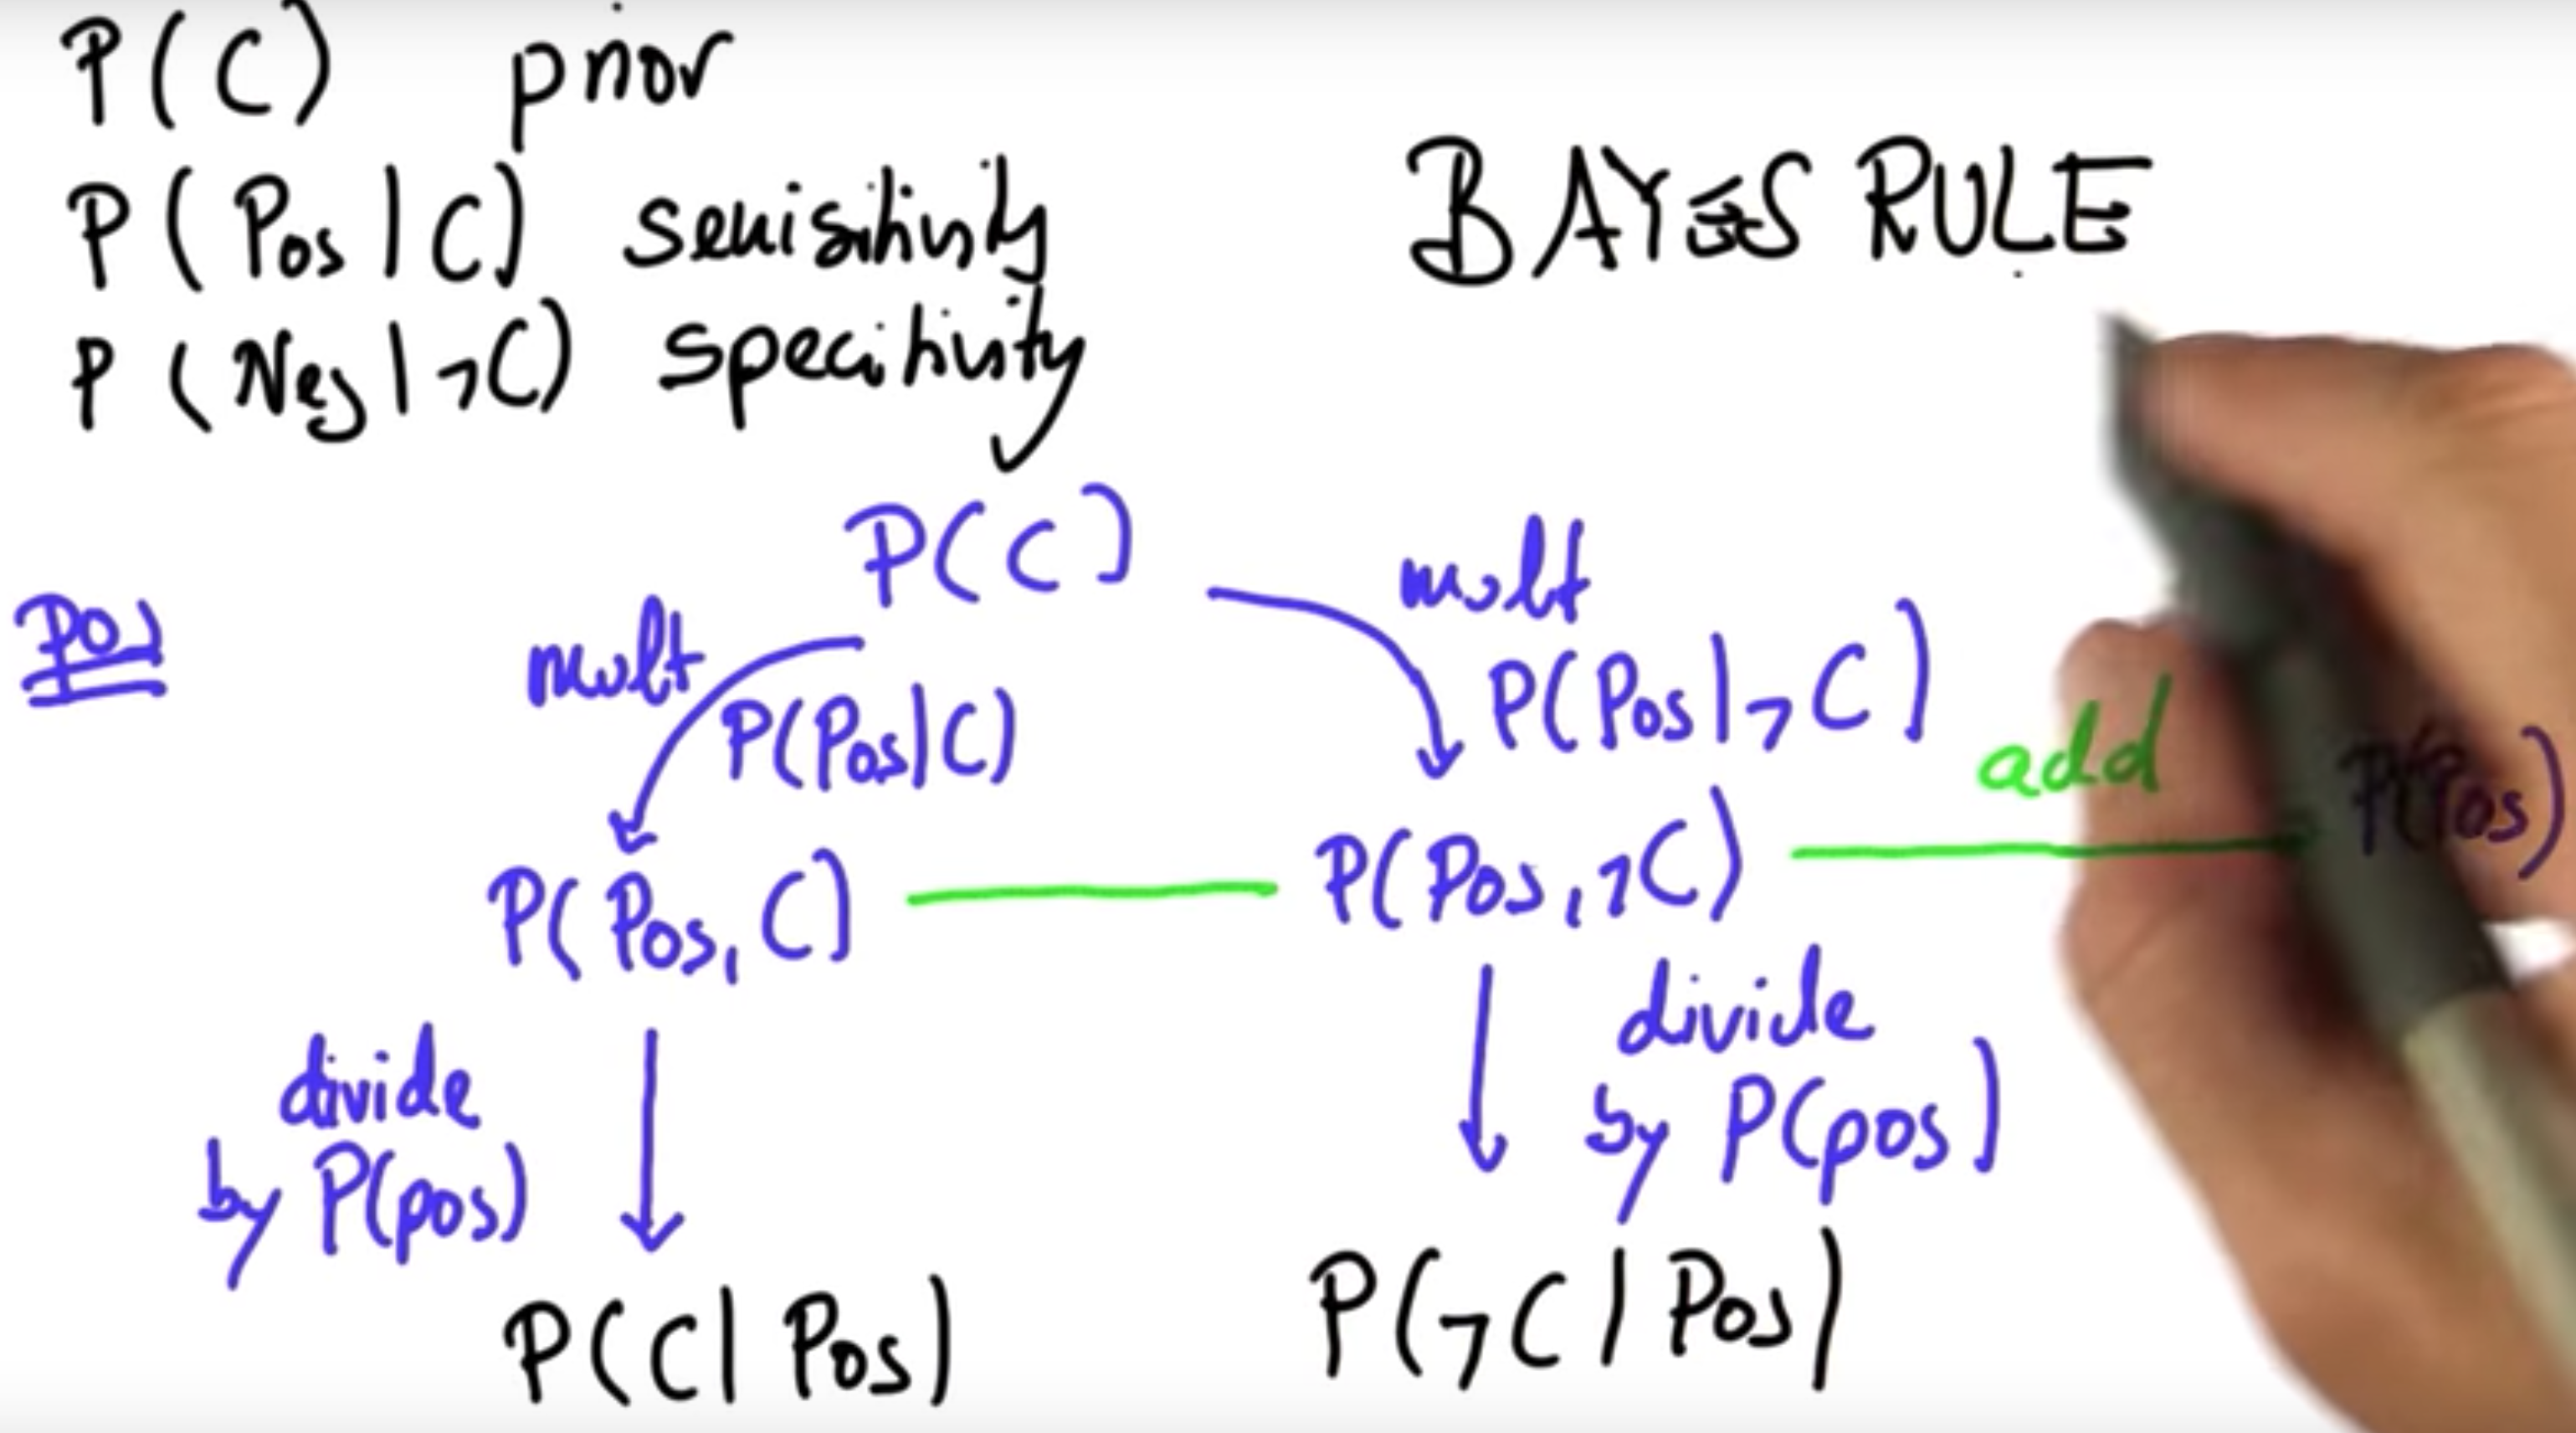 P(C) prior
P(Pos|C) sensitivity
P(Neg|¬C) specitivity
BAYES RULE
Pos
P(C)
mult
mult
P(Pos|C)
P(Pos|¬C)
add
P(Pos)
P(Pos,C)
P(Pos,¬C)
divide
by P(pos)
divide
by P(pos)
P(C|Pos)
P(¬C|Pos)